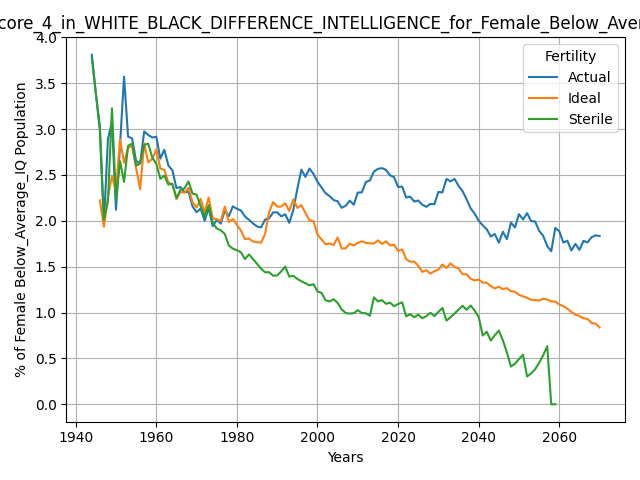 core_4_in_WHITE_BLACK_DIFFERENCE_INTELLIGENCE_for_Female_Below_Aver
4.0
3.5
3.0
2.5
2.0
1.5
1.0
0.5
0.0
% of Female Below_Average_IQ Population
Fertility
Actual
Ideal
Sterile
1940 1960 1980 2000 2020 2040 2060
Years